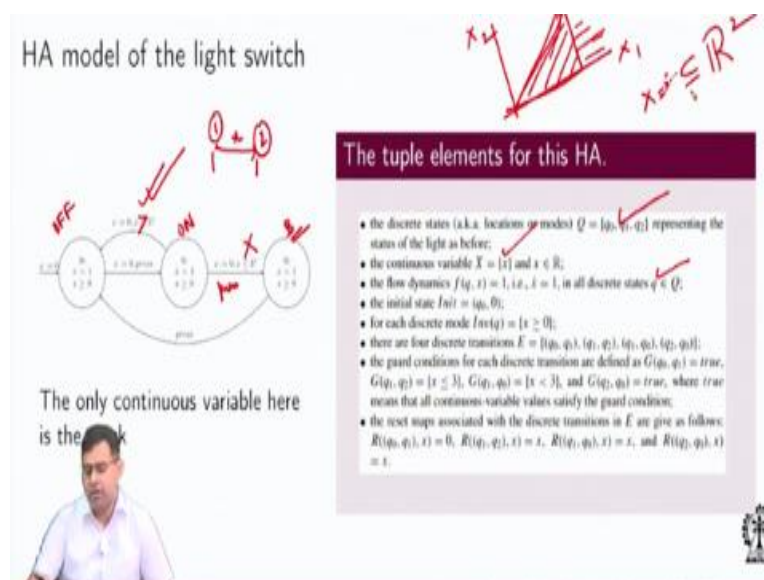 HA model of the light switch
x₂
x₁
ℝ²
1 2
OFF
ON
press
The only continuous variable here
is the
The tuple elements for this HA.
• the discrete states (a.k.a. locations or modes) Q = {q₀, q₁, q₂} representing the
status of the light as before;
• the continuous variable X = {x} and x ∈ ℝ;
• the flow dynamics f(q, x) = 1, i.e., ẋ = 1, in all discrete states q ∈ Q;
• the initial state Init = (q₀, 0);
• for each discrete mode Inv(q) = {x ≥ 0};
• there are four discrete transitions E = {(q₀, q₁), (q₁, q₂), (q₁, q₀), (q₂, q₀)};
• the guard conditions for each discrete transition are defined as G(q₀, q₁) = true,
G(q₁, q₂) = {x ≤ 3}, G(q₁, q₀) = {x < 3}, and G(q₂, q₀) = true, where true
means that all continuous-variable values satisfy the guard condition;
• the reset maps associated with the discrete transitions in E are give as follows:
R((q₀, q₁), x) = 0, R((q₁, q₂), x) = x, R((q₁, q₀), x) = x, and R((q₂, q₀), x)
= x.